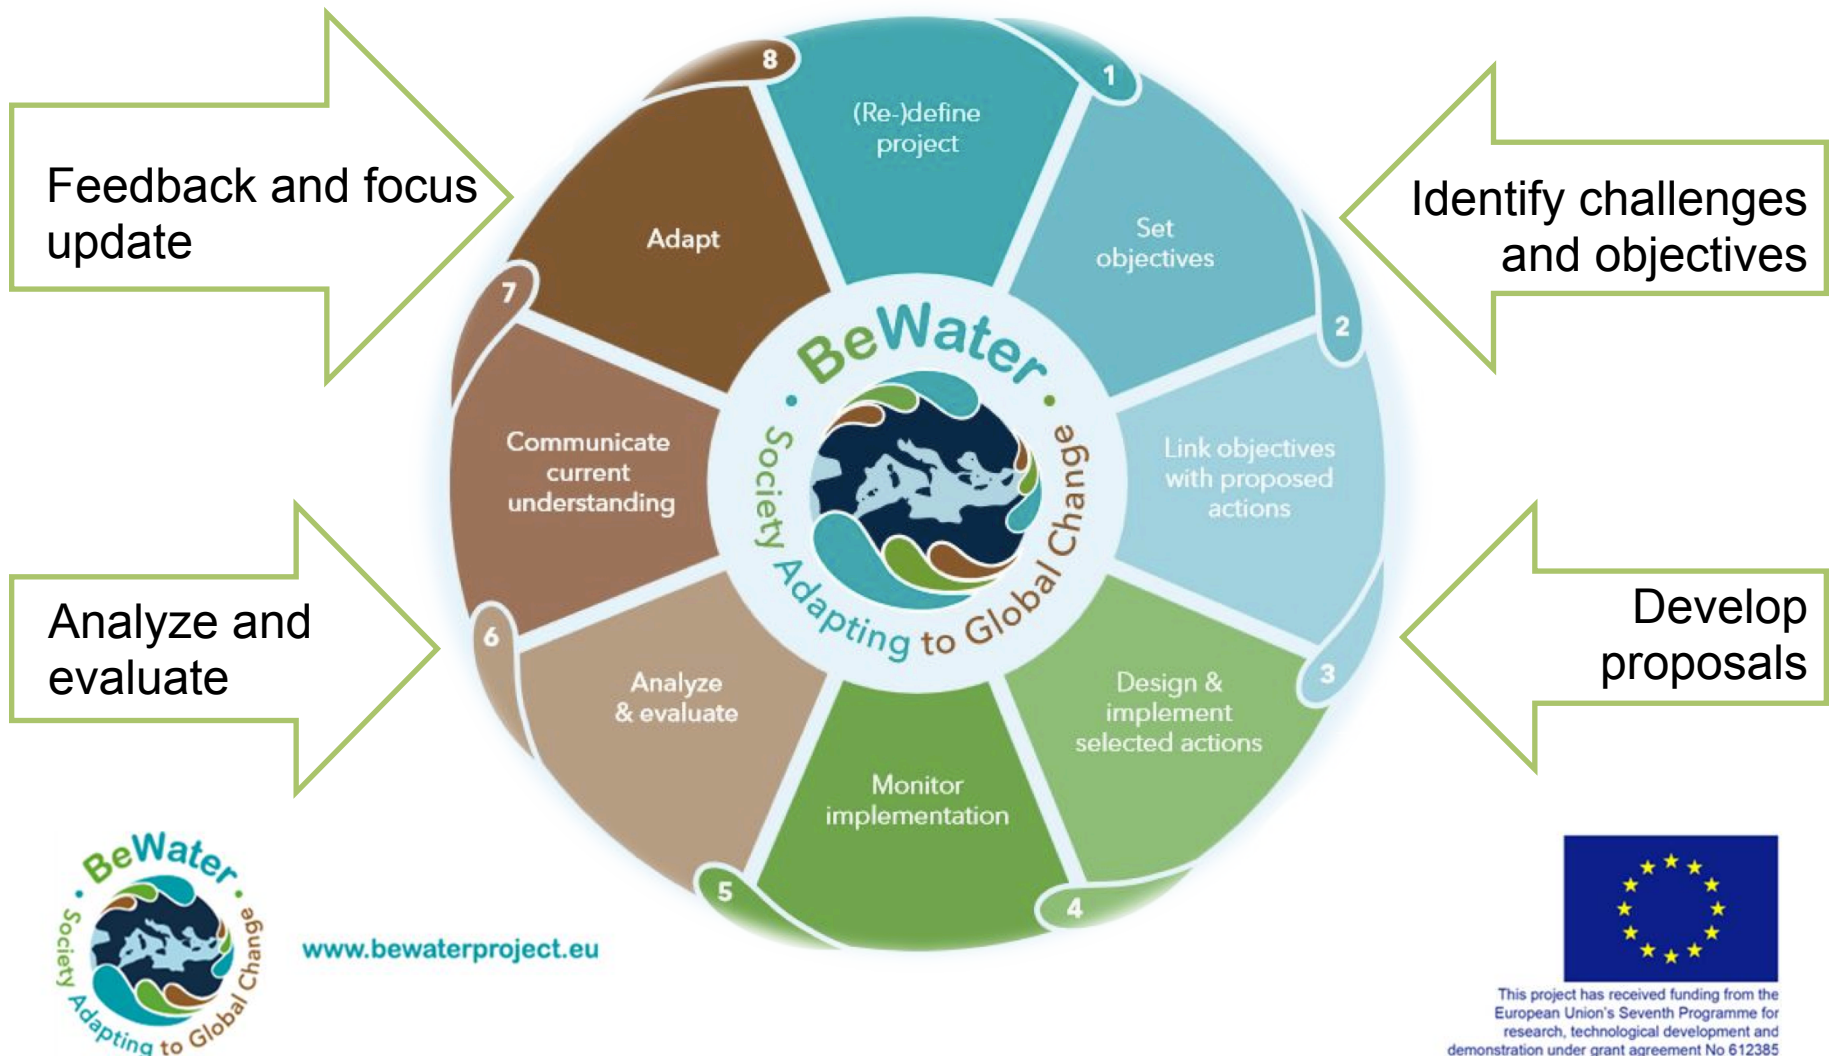 8
1
(Re-)define
project
Feedback and focus
update
Identify challenges
and objectives
Adapt
Set
objectives
7
2
BeWater
Society Adapting to Global Change
Communicate
current
understanding
Link objectives
with proposed
actions
Analyze and
evaluate
Develop
proposals
6
3
Analyze
& evaluate
Design &
implement
selected actions
Monitor
implementation
5
4
BeWater
Society Adapting to Global Change
www.bewaterproject.eu
This project has received funding from the
European Union's Seventh Programme for
research, technological development and
demonstration under grant agreement No 612385